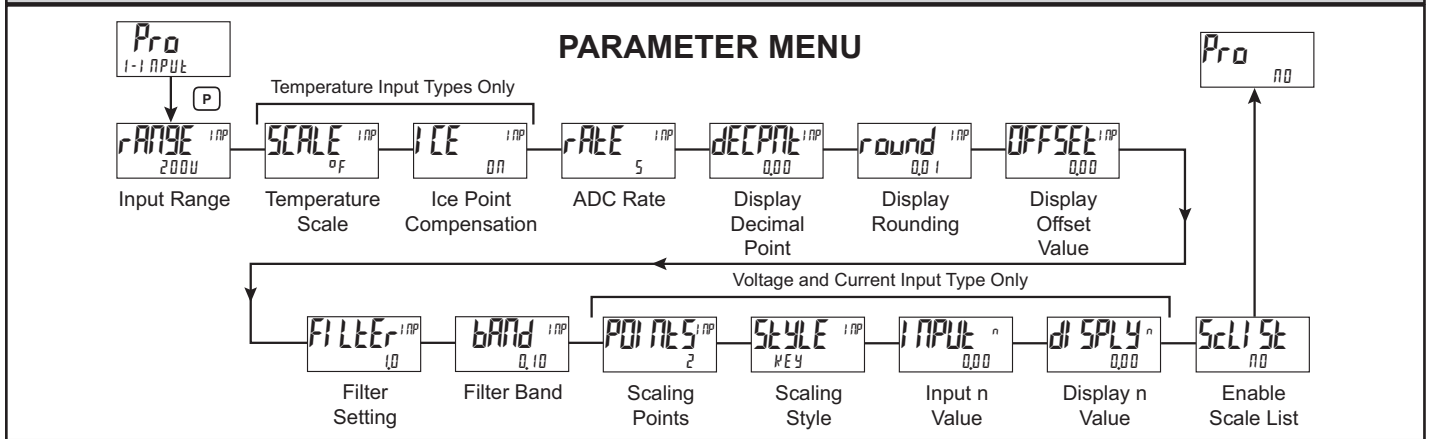 PARAMETER MENU
Pro
1-INPUt
P
Pro
NO
Temperature Input Types Only
rANGE INP
200V
SCALE INP
°F
ICE INP
ON
rAtE INP
5
dECPNt INP
0.00
round INP
0.01
OFFSEt INP
0.00
Input Range
Temperature
Scale
Ice Point
Compensation
ADC Rate
Display
Decimal
Point
Display
Rounding
Display
Offset
Value
Voltage and Current Input Type Only
FILtEr INP
1.0
bANd INP
0.10
POINtS INP
2
StYLE INP
KEY
INPUt n
0.00
dISPLY n
0.00
ScLISt
NO
Filter
Setting
Filter Band
Scaling
Points
Scaling
Style
Input n
Value
Display n
Value
Enable
Scale List